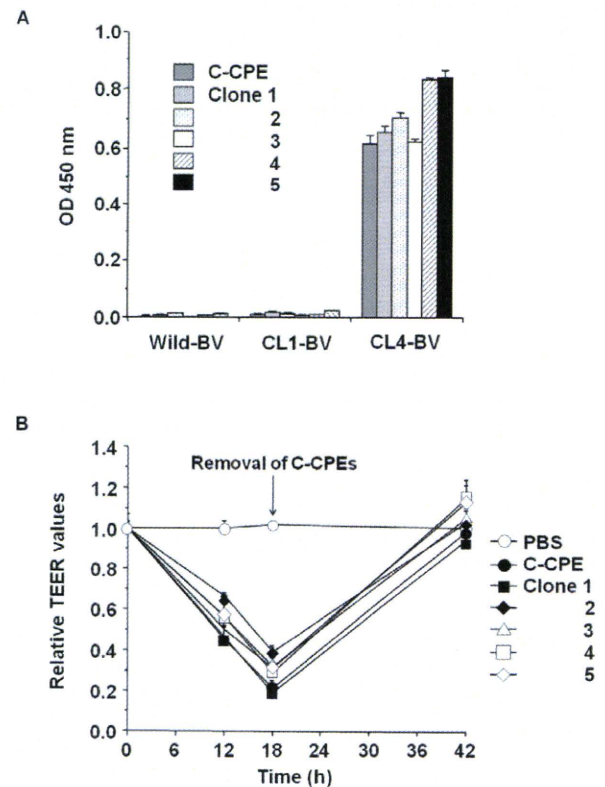 A
1.0
0.8
0.6
0.4
0.2
0.0
OD 450 nm
C-CPE
Clone 1
2
3
4
5
Wild-BV CL1-BV CL4-BV
B
1.4
1.2
1.0
0.8
0.6
0.4
0.2
0.0
Relative TEER values
Removal of C-CPEs
PBS
C-CPE
Clone 1
2
3
4
5
0 6 12 18 24 30 36 42
Time (h)